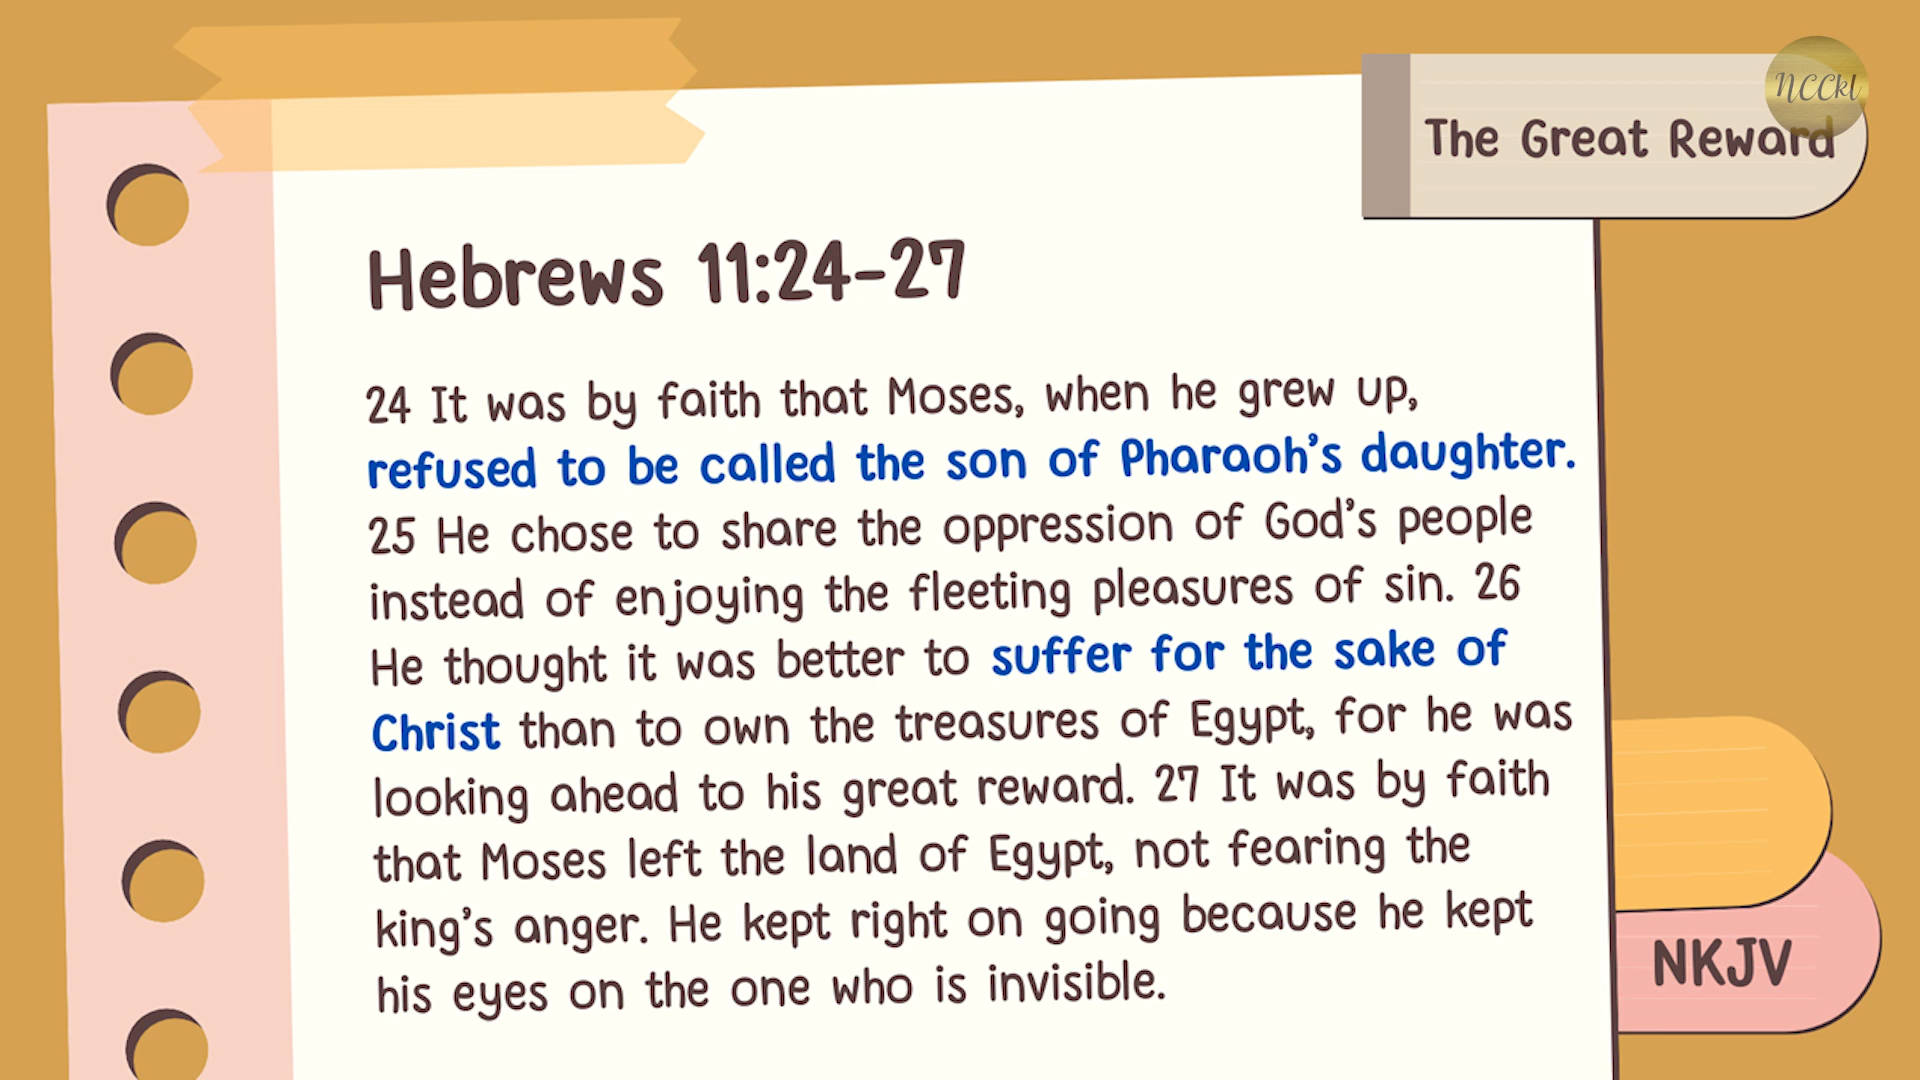 NCCkl
The Great Reward
Hebrews 11:24-27
24 It was by faith that Moses, when he grew up,
refused to be called the son of Pharaoh's daughter.
25 He chose to share the oppression of God's people
instead of enjoying the fleeting pleasures of sin. 26
He thought it was better to suffer for the sake of
Christ than to own the treasures of Egypt, for he was
looking ahead to his great reward. 27 It was by faith
that Moses left the land of Egypt, not fearing the
king's anger. He kept right on going because he kept
his eyes on the one who is invisible.
NKJV